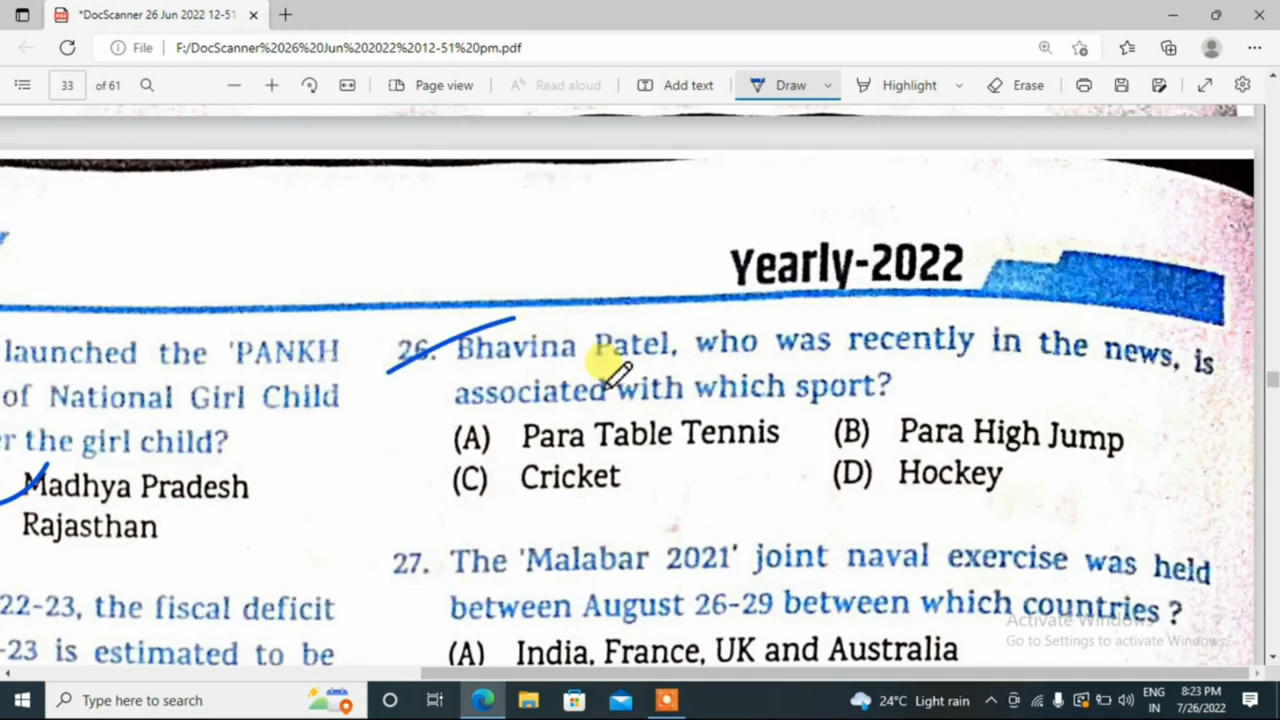 *DocScanner 26 Jun 2022 12-51
File
F:/DocScanner%2026%20Jun%202022%2012-51%20pm.pdf
33
of 61
Page view
Read aloud
Add text
Draw
Highlight
Erase
Yearly-2022
launched the 'PANKH
of National Girl Child
r the girl child?
Madhya Pradesh
Rajasthan
22-23, the fiscal deficit
-23 is estimated to be
26. Bhavina Patel, who was recently in the news, is
associated with which sport?
(A) Para Table Tennis (B) Para High Jump
(C) Cricket (D) Hockey
27. The 'Malabar 2021' joint naval exercise was held
between August 26-29 between which countries ?
(A) India, France, UK and Australia
Activate Windows
Go to Settings to activate Windows.
Type here to search
24°C Light rain
ENG
IN
8:23 PM
7/26/2022